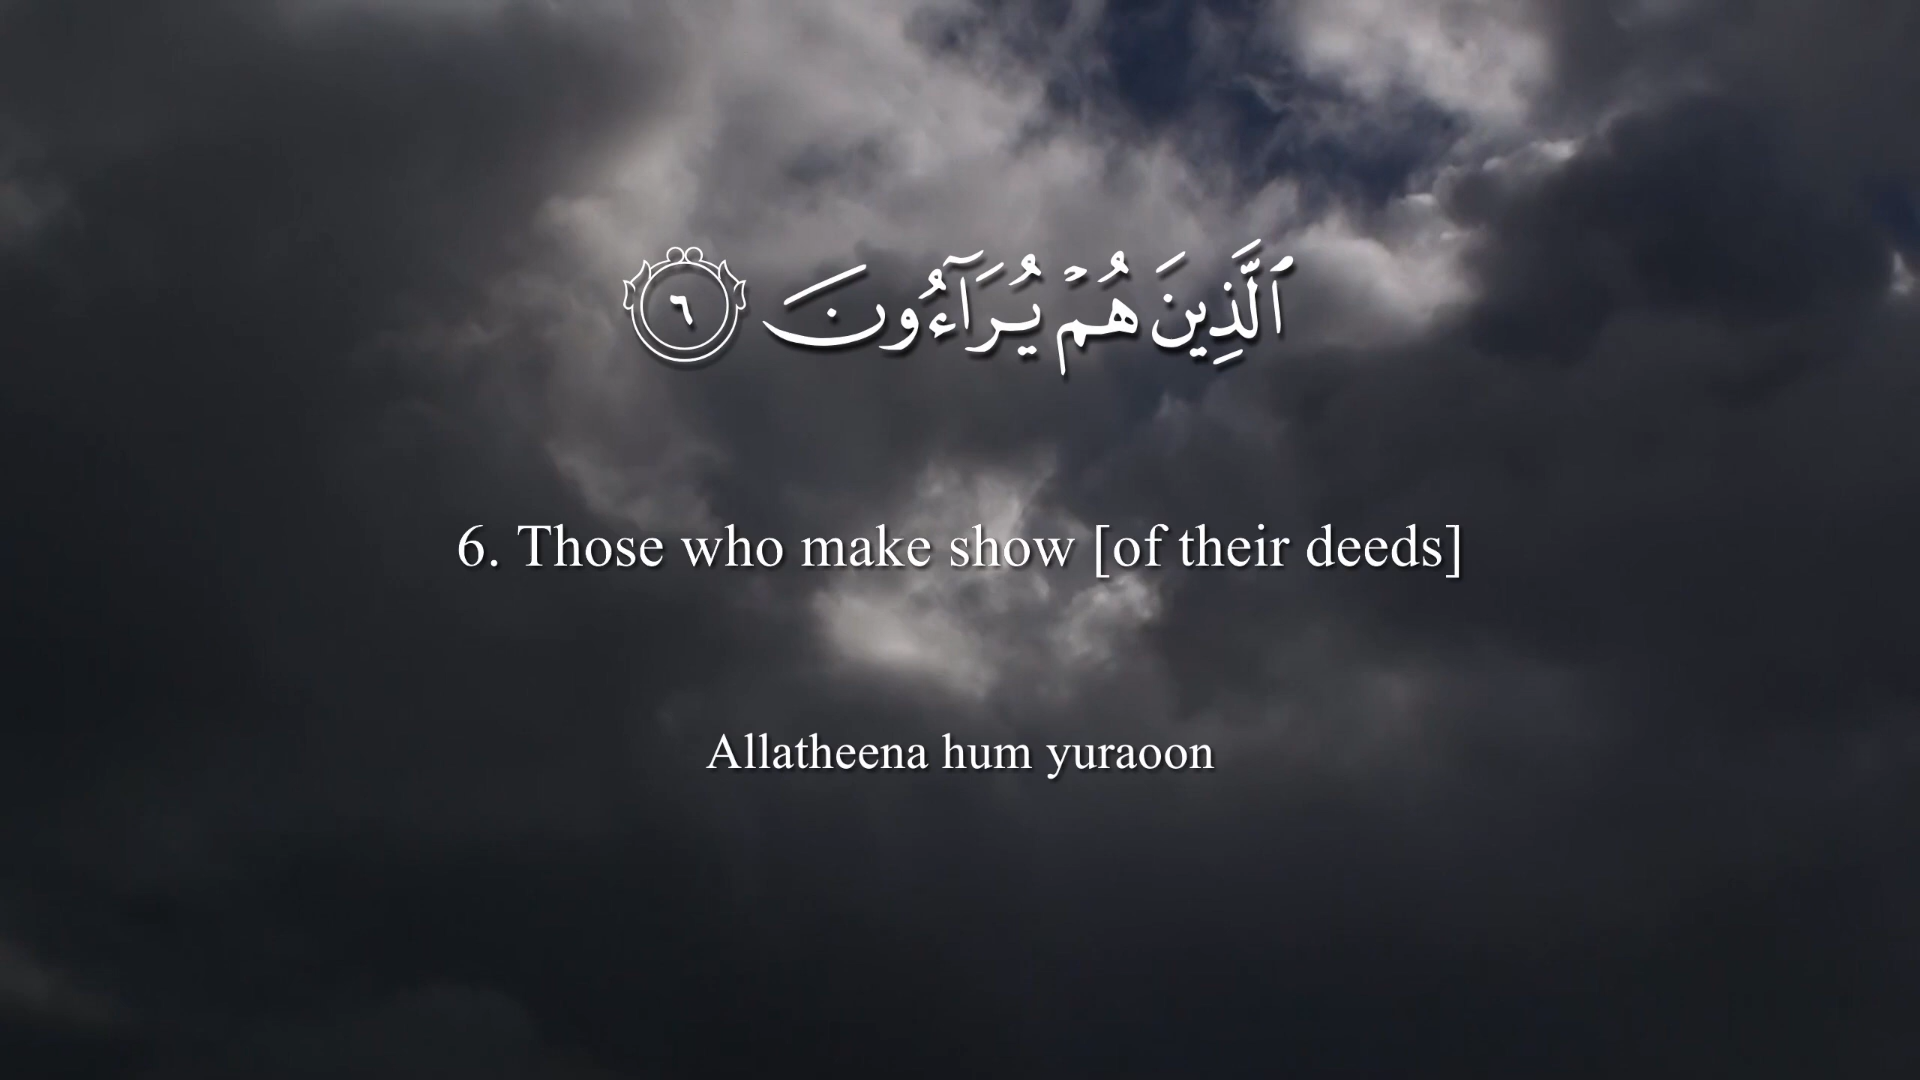 ٱلَّذِينَ هُمۡ يُرَآءُونَ ٦
6. Those who make show [of their deeds]
Allatheena hum yuraoon